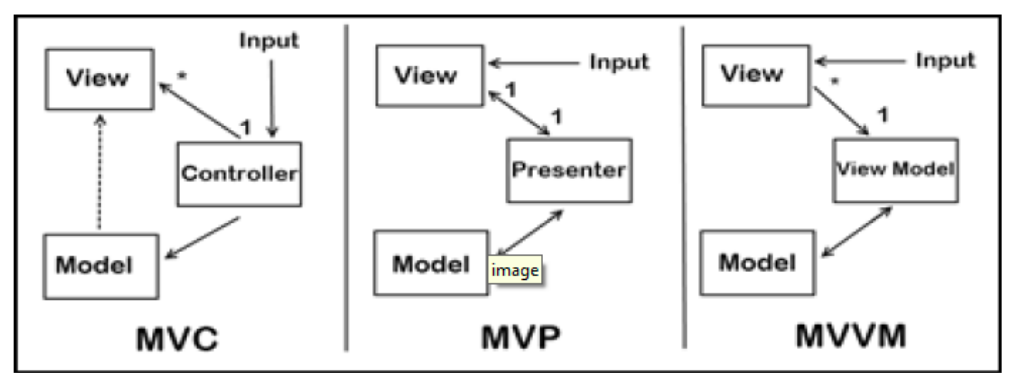 Input
View
*
1
Controller
Model
MVC
Input
View
1
1
Presenter
Model
image
MVP
Input
View
*
1
View Model
Model
MVVM